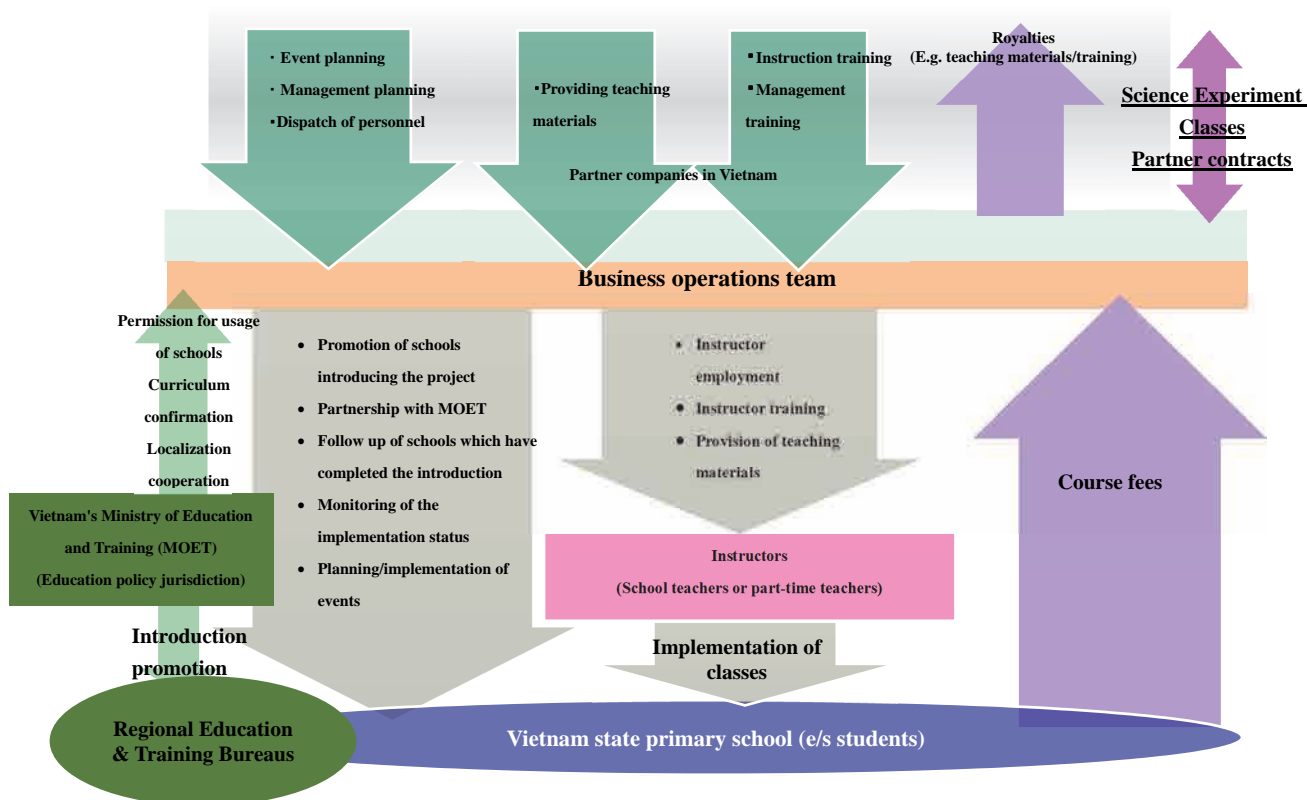 ・ Event planning
・ Management planning
・Dispatch of personnel
・Providing teaching
materials
・Instruction training
・Management
training
Royalties
(E.g. teaching materials/training)
Science Experiment
Classes
Partner contracts
Partner companies in Vietnam
Business operations team
Permission for usage
of schools
Curriculum
confirmation
Localization
cooperation
• Promotion of schools
introducing the project
• Partnership with MOET
• Follow up of schools which have
completed the introduction
• Monitoring of the
implementation status
• Planning/implementation of
events
• Instructor
employment
• Instructor training
• Provision of teaching
materials
Course fees
Vietnam's Ministry of Education
and Training (MOET)
(Education policy jurisdiction)
Instructors
(School teachers or part-time teachers)
Introduction
promotion
Implementation of
classes
Regional Education
& Training Bureaus
Vietnam state primary school (e/s students)